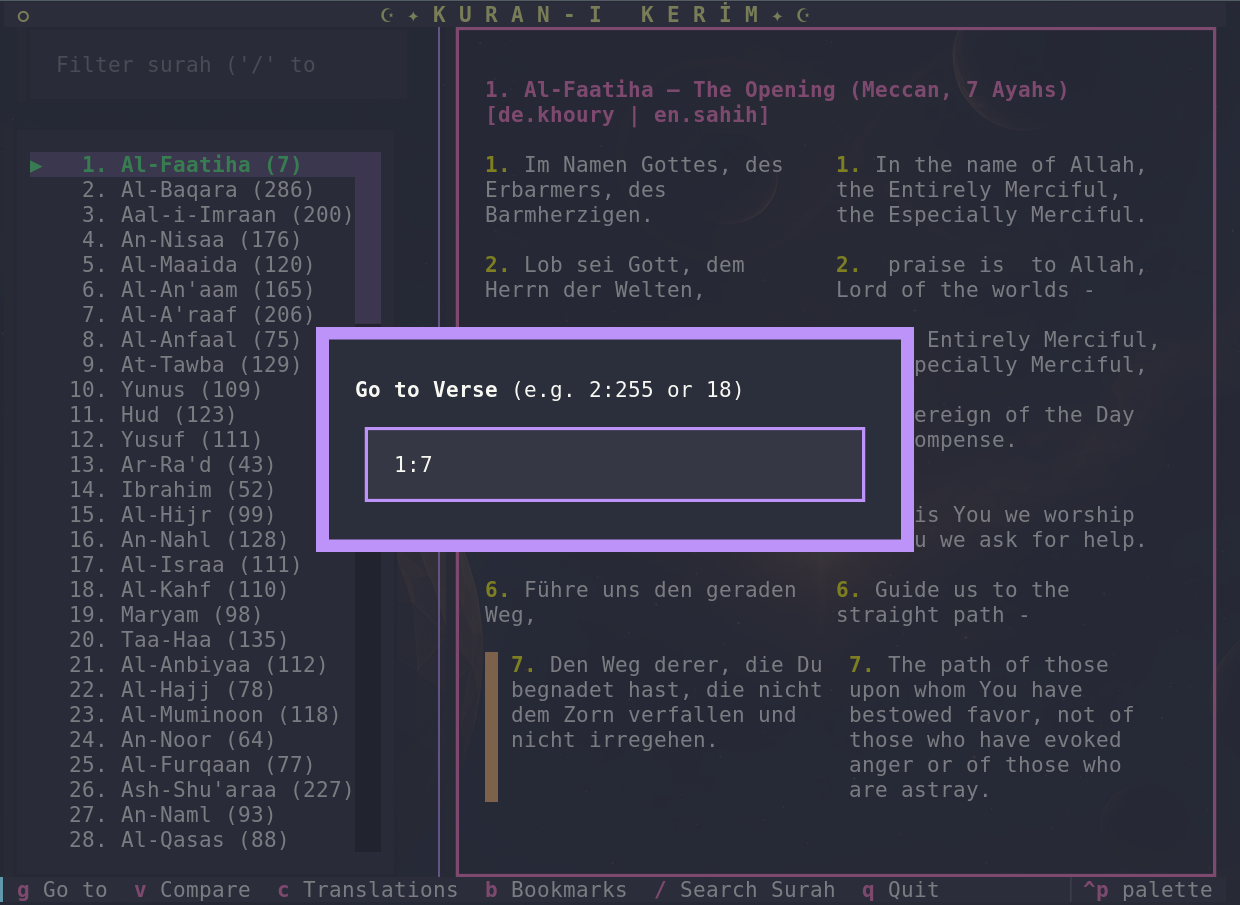 ☪ ✦ K U R A N - I   K E R İ M ✦ ☪
Filter surah ('/' to
1. Al-Faatiha (7)
2. Al-Baqara (286)
3. Aal-i-Imraan (200)
4. An-Nisaa (176)
5. Al-Maaida (120)
6. Al-An'aam (165)
7. Al-A'raaf (206)
8. Al-Anfaal (75)
9. At-Tawba (129)
10. Yunus (109)
11. Hud (123)
12. Yusuf (111)
13. Ar-Ra'd (43)
14. Ibrahim (52)
15. Al-Hijr (99)
16. An-Nahl (128)
17. Al-Israa (111)
18. Al-Kahf (110)
19. Maryam (98)
20. Taa-Haa (135)
21. Al-Anbiyaa (112)
22. Al-Hajj (78)
23. Al-Muminoon (118)
24. An-Noor (64)
25. Al-Furqaan (77)
26. Ash-Shu'araa (227)
27. An-Naml (93)
28. Al-Qasas (88)
1. Al-Faatiha — The Opening (Meccan, 7 Ayahs)
[de.khoury | en.sahih]
1. Im Namen Gottes, des
Erbarmers, des
Barmherzigen.
2. Lob sei Gott, dem
Herrn der Welten,
6. Führe uns den geraden
Weg,
7. Den Weg derer, die Du
begnadet hast, die nicht
dem Zorn verfallen und
nicht irregehen.
1. In the name of Allah,
the Entirely Merciful,
the Especially Merciful.
2.  praise is  to Allah,
Lord of the worlds -
Entirely Merciful,
pecially Merciful,
ereign of the Day
ompense.
is You we worship
u we ask for help.
6. Guide us to the
straight path -
7. The path of those
upon whom You have
bestowed favor, not of
those who have evoked
anger or of those who
are astray.
Go to Verse (e.g. 2:255 or 18)
1:7
g Go to  v Compare  c Translations  b Bookmarks  / Search Surah  q Quit  ^p palette